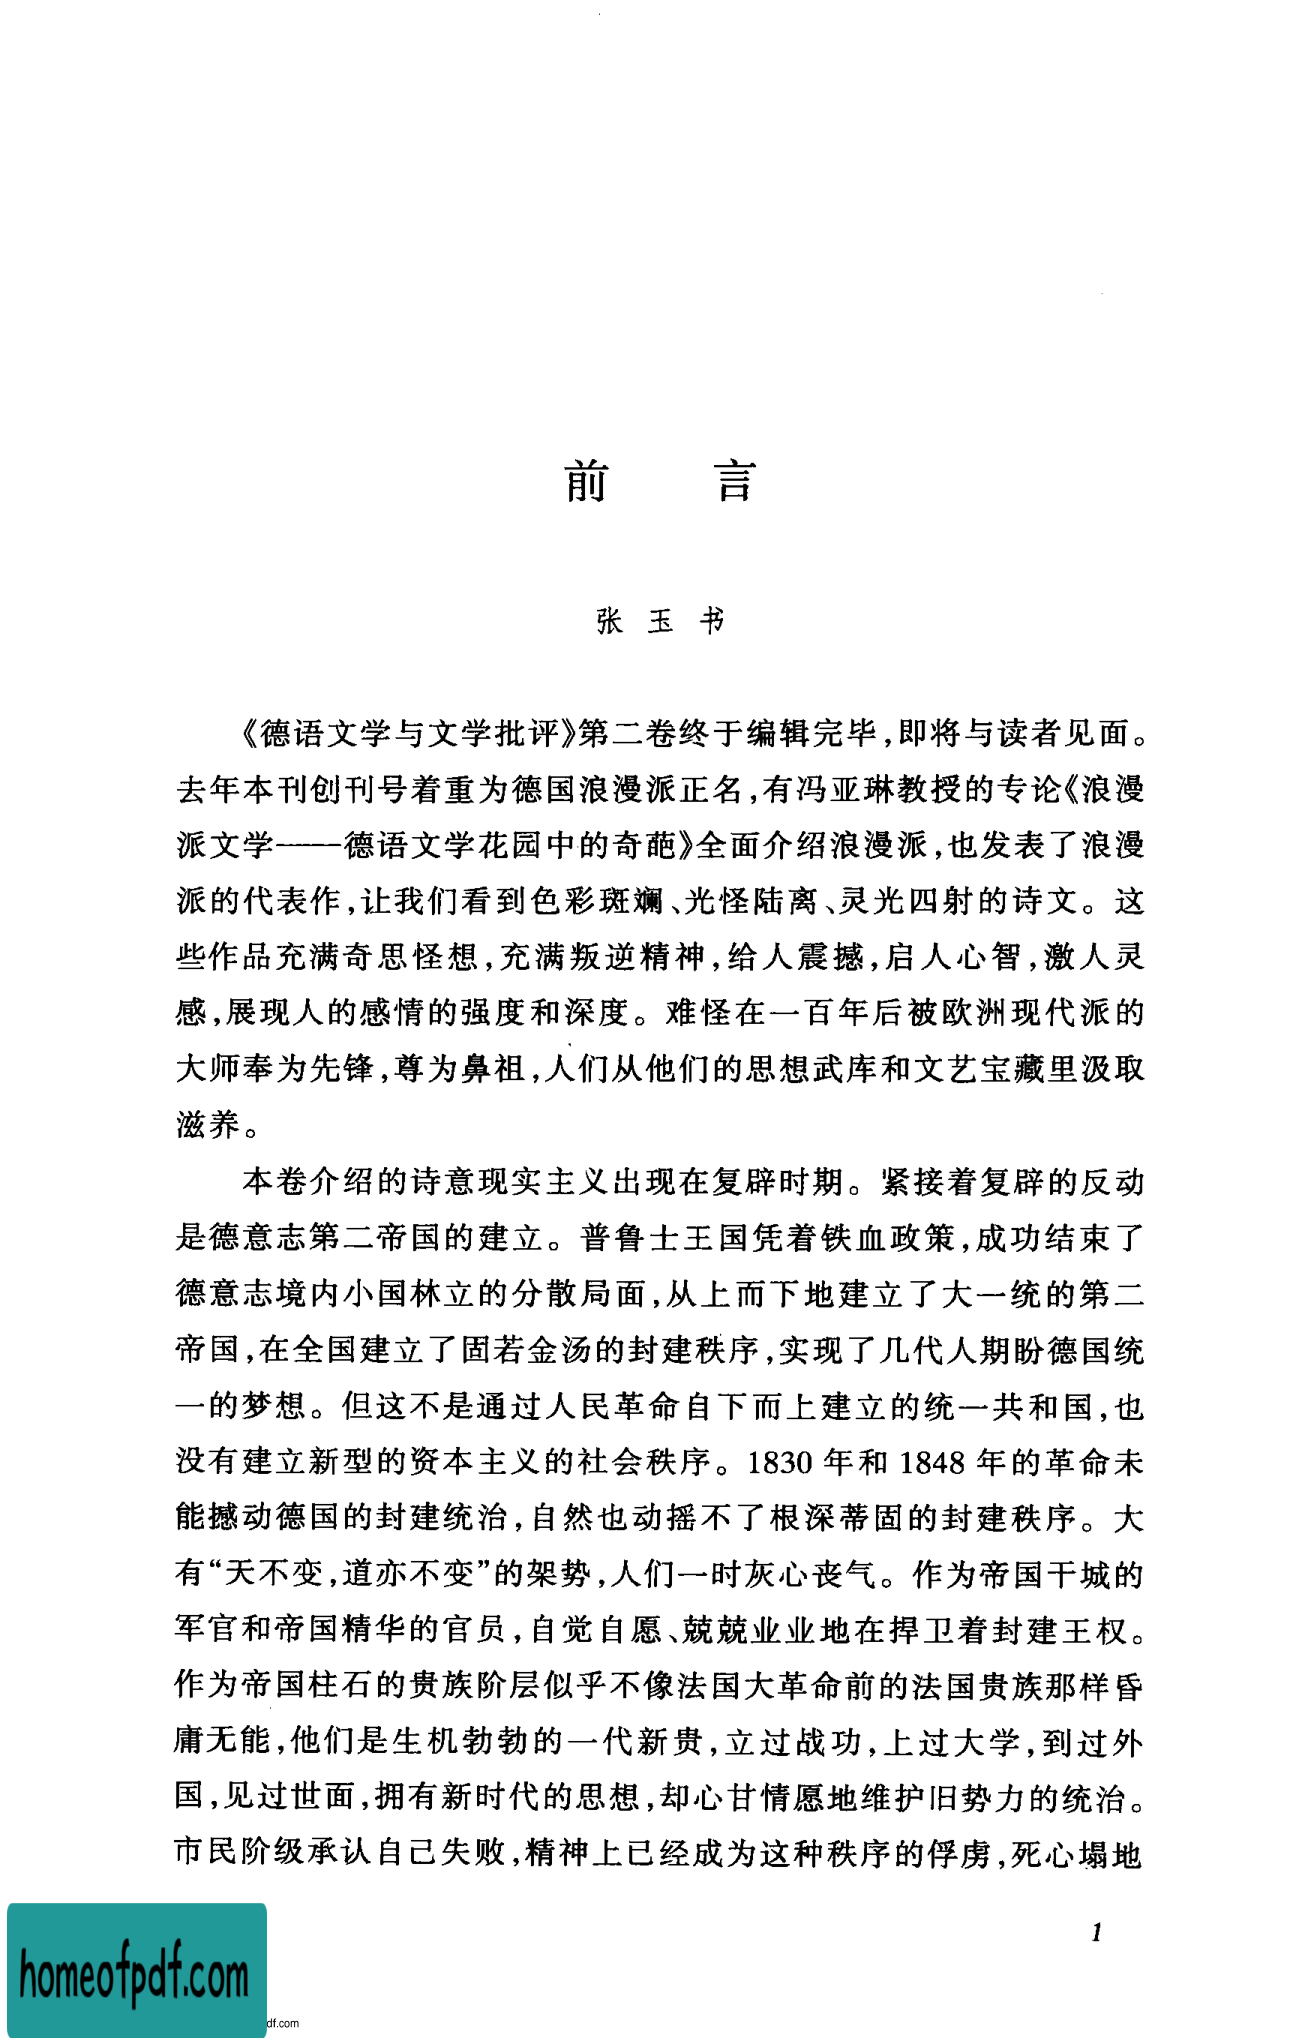 前 言
张 玉 书
《德语文学与文学批评》第二卷终于编辑完毕,即将与读者见面。
去年本刊创刊号着重为德国浪漫派正名,有冯亚琳教授的专论《浪漫
派文学——德语文学花园中的奇葩》全面介绍浪漫派,也发表了浪漫
派的代表作,让我们看到色彩斑斓、光怪陆离、灵光四射的诗文。这
些作品充满奇思怪想,充满叛逆精神,给人震撼,启人心智,激人灵
感,展现人的感情的强度和深度。难怪在一百年后被欧洲现代派的
大师奉为先锋,尊为鼻祖,人们从他们的思想武库和文艺宝藏里汲取
滋养。
本卷介绍的诗意现实主义出现在复辟时期。紧接着复辟的反动
是德意志第二帝国的建立。普鲁士王国凭着铁血政策,成功结束了
德意志境内小国林立的分散局面,从上而下地建立了大一统的第二
帝国,在全国建立了固若金汤的封建秩序,实现了几代人期盼德国统
一的梦想。但这不是通过人民革命自下而上建立的统一共和国,也
没有建立新型的资本主义的社会秩序。1830 年和 1848 年的革命未
能撼动德国的封建统治,自然也动摇不了根深蒂固的封建秩序。大
有“天不变,道亦不变”的架势,人们一时灰心丧气。作为帝国干城的
军官和帝国精华的官员,自觉自愿、兢兢业业地在捍卫着封建王权。
作为帝国柱石的贵族阶层似乎不像法国大革命前的法国贵族那样昏
庸无能,他们是生机勃勃的一代新贵,立过战功,上过大学,到过外
国,见过世面,拥有新时代的思想,却心甘情愿地维护旧势力的统治。
市民阶级承认自己失败,精神上已经成为这种秩序的俘虏,死心塌地
1
homeofpdf.com
df.com